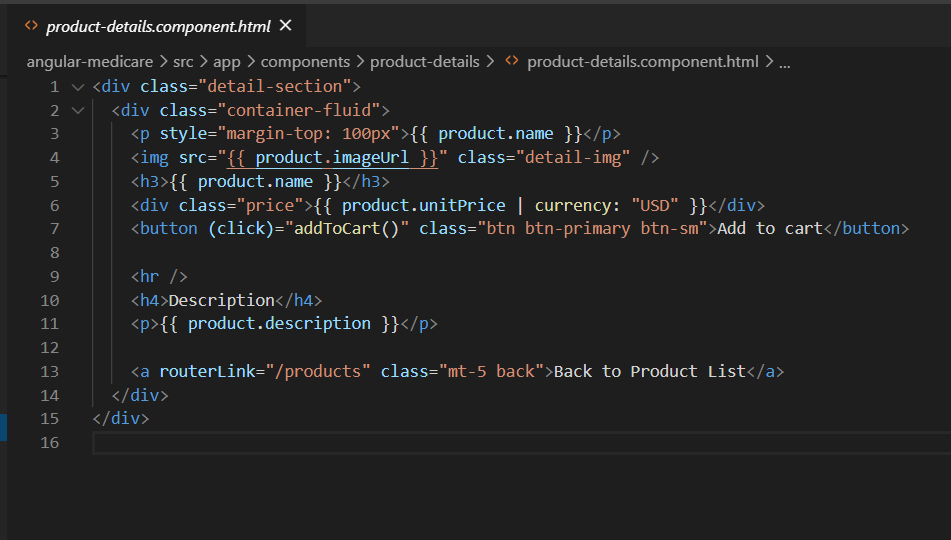 product-details.component.html
angular-medicare > src > app > components > product-details > product-details.component.html > ...
1 <div class="detail-section">
2 <div class="container-fluid">
3 <p style="margin-top: 100px">{{ product.name }}</p>
4 <img src="{{ product.imageUrl }}" class="detail-img" />
5 <h3>{{ product.name }}</h3>
6 <div class="price">{{ product.unitPrice | currency: "USD" }}</div>
7 <button (click)="addToCart()" class="btn btn-primary btn-sm">Add to cart</button>
8
9 <hr />
10 <h4>Description</h4>
11 <p>{{ product.description }}</p>
12
13 <a routerLink="/products" class="mt-5 back">Back to Product List</a>
14 </div>
15 </div>
16